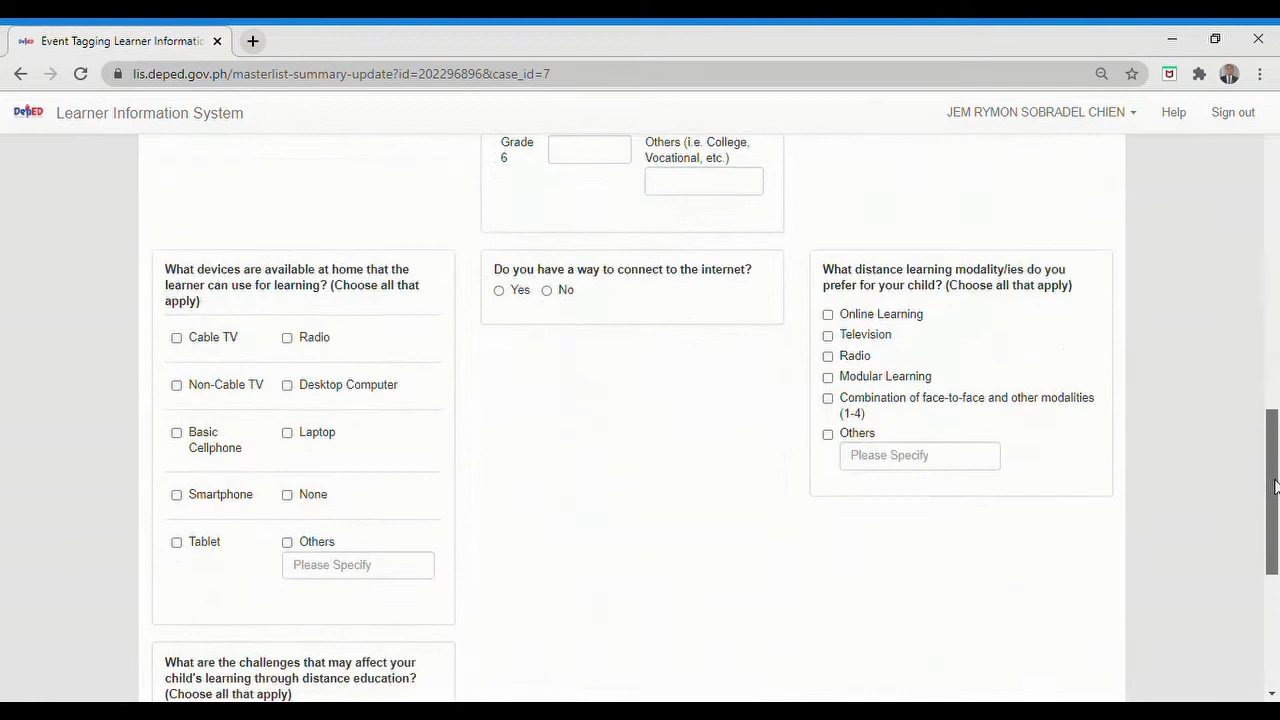 Event Tagging Learner Informati
lis.deped.gov.ph/masterlist-summary-update?id=202296896&case_id=7
DepED Learner Information System
JEM RYMON SOBRADEL CHIEN
Help
Sign out
Grade
6
Others (i.e. College,
Vocational, etc.)
What devices are available at home that the
learner can use for learning? (Choose all that
apply)
Cable TV
Radio
Non-Cable TV
Desktop Computer
Basic
Cellphone
Laptop
Smartphone
None
Tablet
Others
Please Specify
Do you have a way to connect to the internet?
Yes No
What distance learning modality/ies do you
prefer for your child? (Choose all that apply)
Online Learning
Television
Radio
Modular Learning
Combination of face-to-face and other modalities
(1-4)
Others
Please Specify
What are the challenges that may affect your
child's learning through distance education?
(Choose all that apply)